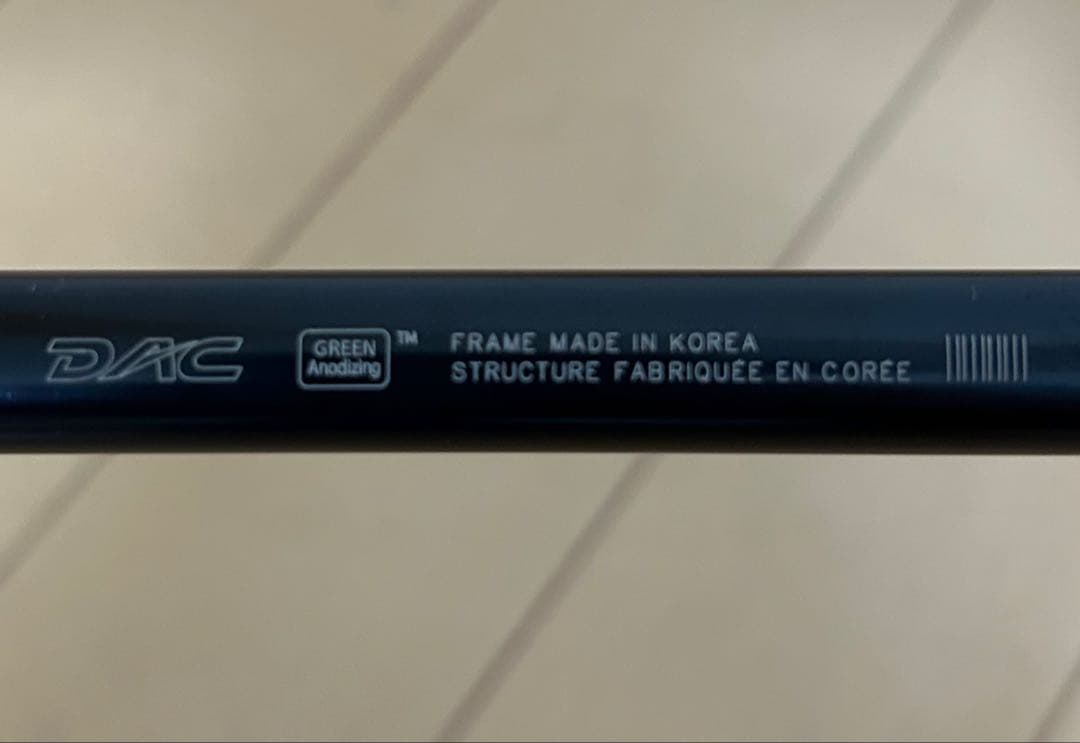 DAC
GREEN
Anodizing
™
FRAME MADE IN KOREA
STRUCTURE FABRIQUÉE EN CORÉE